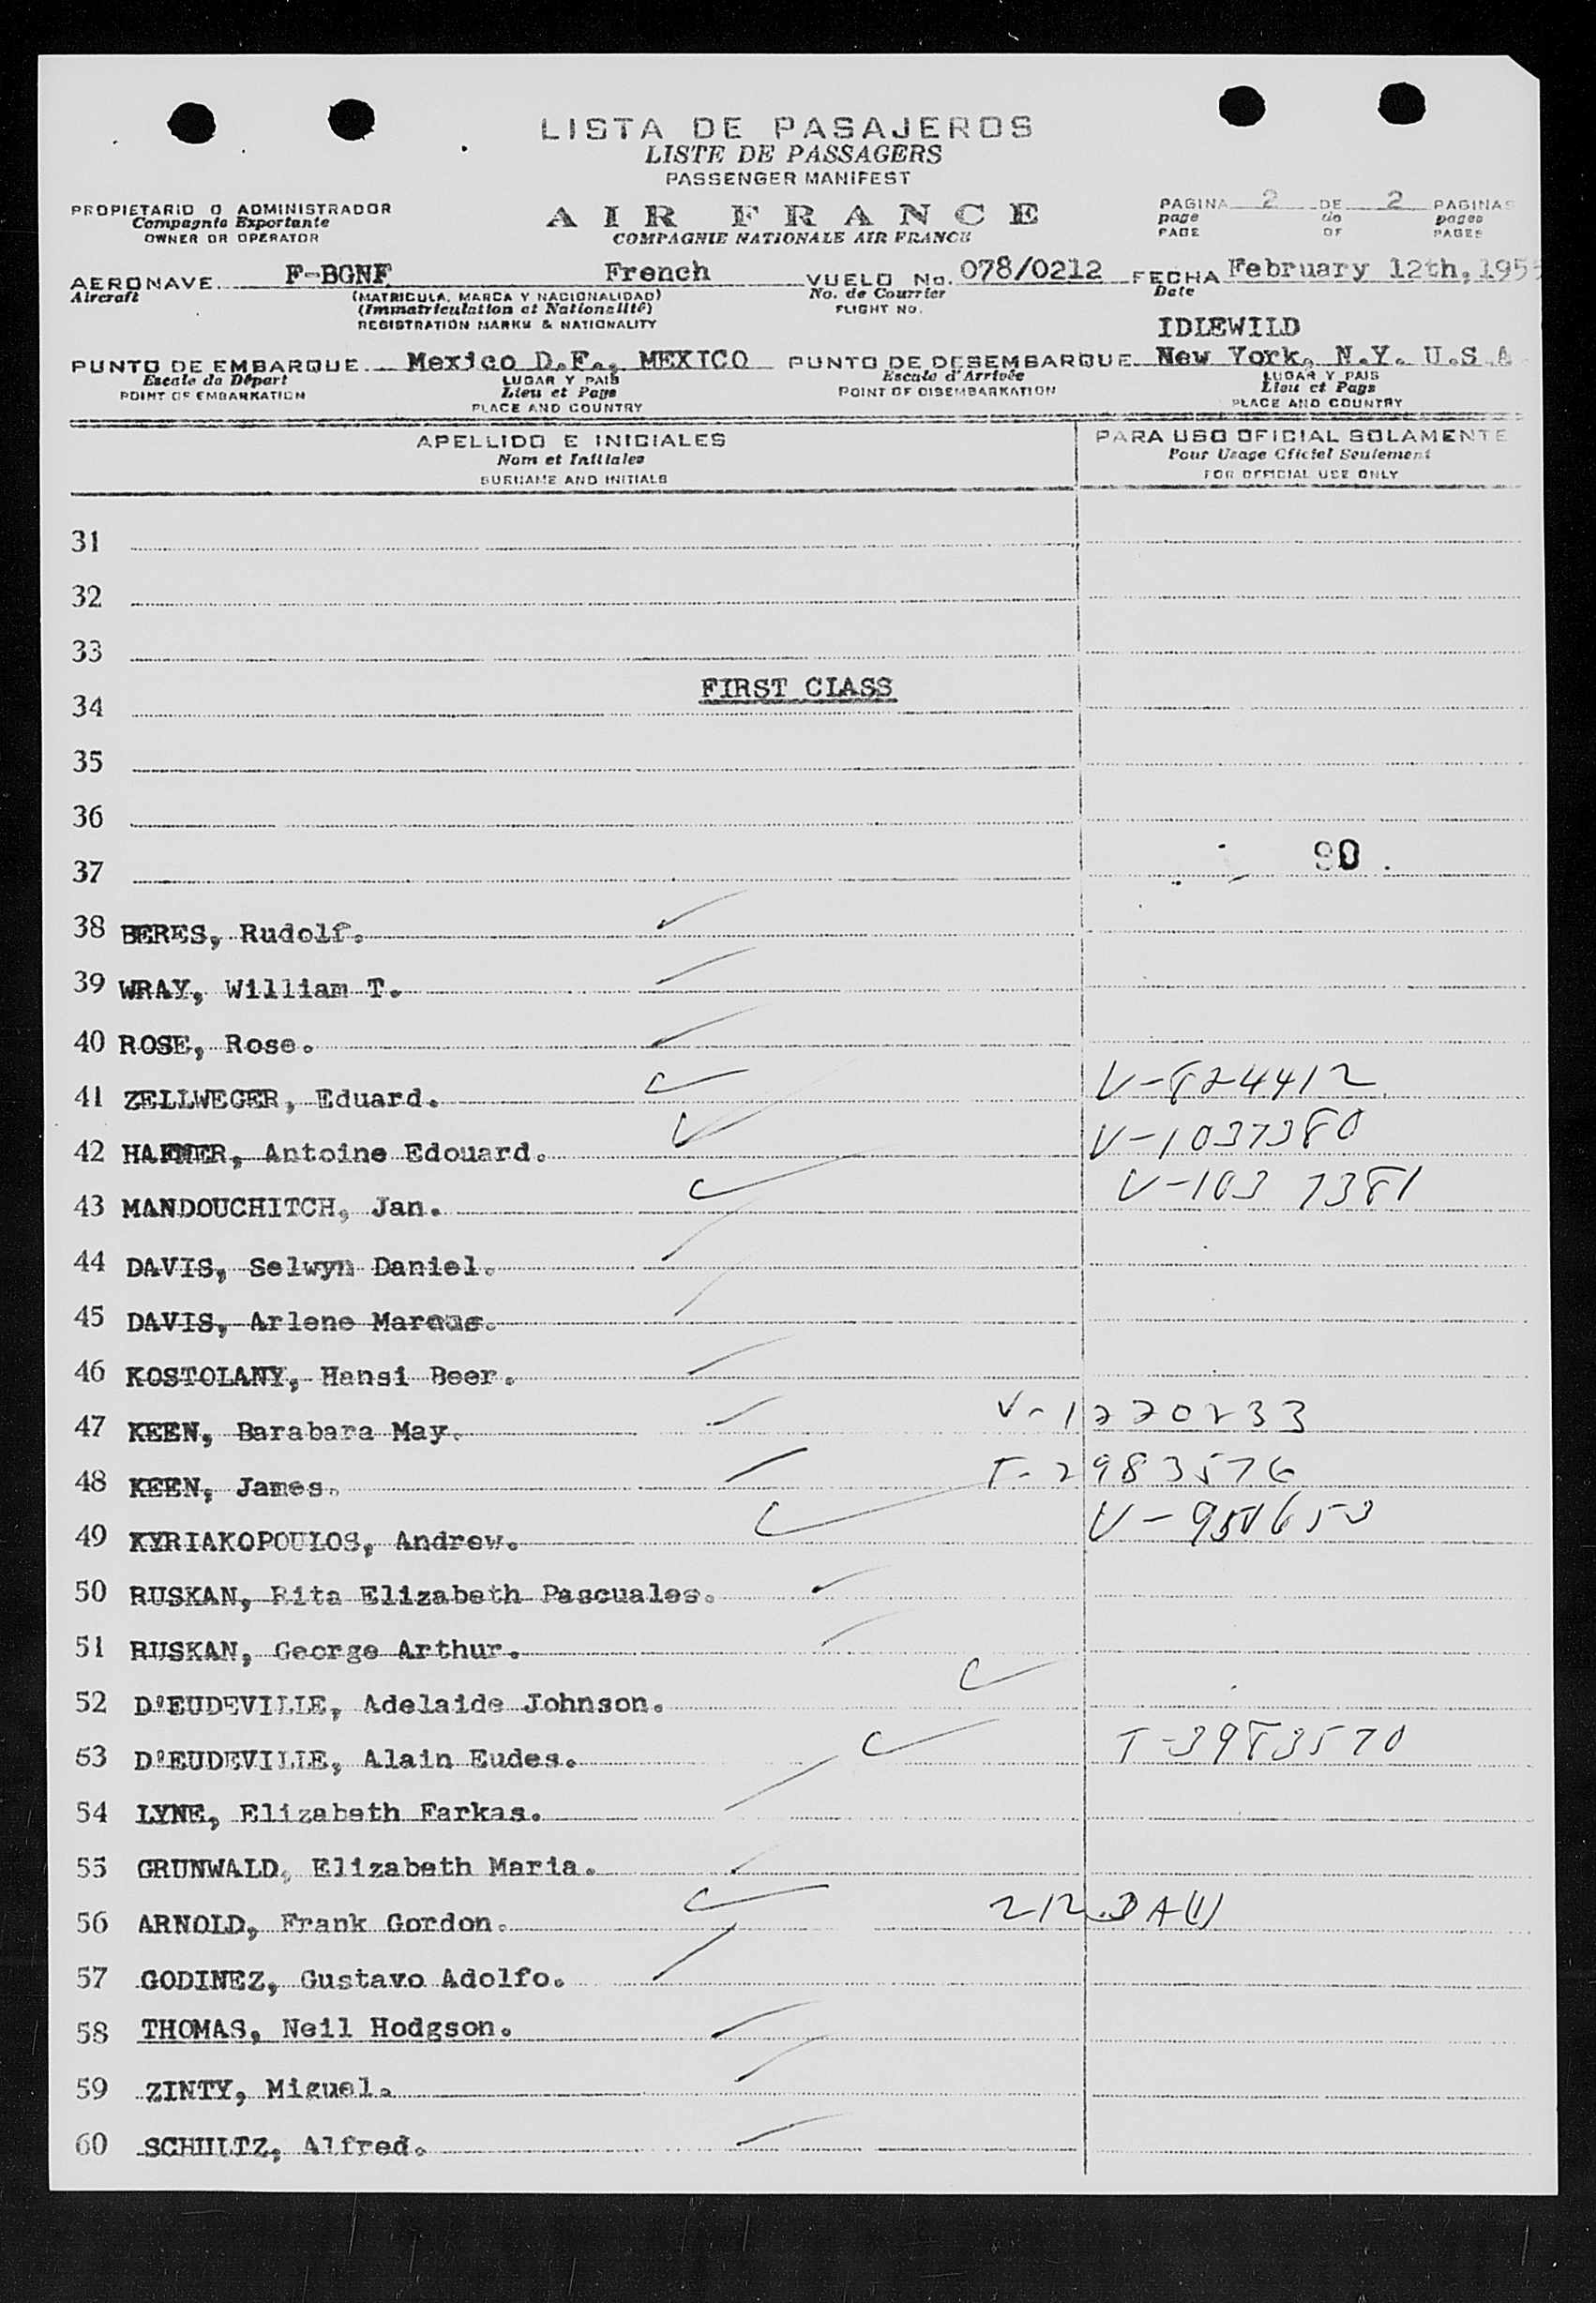 LISTA DE PASAJEROS
LISTE DE PASSAGERS
PASSENGER MANIFEST
PROPIETARIO O ADMINISTRADOR
Compagnie Exportante
OWNER OR OPERATOR
AIR FRANCE
COMPAGNIE NATIONALE AIR FRANCE
PAGINA 2 DE 2 PAGINAS
page de pages
PAGE OF PAGES
AERONAVE F-BGNF French VUELO No. 078/0212 FECHA February 12th, 1955
Aircraft (MATRICULA, MARCA Y NACIONALIDAD) No. de Courrier Date
(Immatriculation et Nationalité) FLIGHT NO.
REGISTRATION MARKS & NATIONALITY
IDLEWILD
PUNTO DE EMBARQUE Mexico D.F., MEXICO PUNTO DE DESEMBARQUE New York, N.Y. U.S.A.
Escale de Départ LUGAR Y PAIS Escale d'Arrivée LUGAR Y PAIS
POINT OF EMBARKATION Lieu et Pays POINT OF DISEMBARKATION Lieu et Pays
PLACE AND COUNTRY PLACE AND COUNTRY
APELLIDO E INICIALES PARA USO OFICIAL SOLAMENTE
Nom et Initiales Pour Usage Officiel Seulement
SURNAME AND INITIALS FOR OFFICIAL USE ONLY
31
32
33
FIRST CLASS
34
35
36
37 90
38 BERES, Rudolf.
39 WRAY, William T.
40 ROSE, Rose.
41 ZELLWEGER, Eduard. V-824412
42 HAFNER, Antoine Edouard. V-1037380
43 MANDOUCHITCH, Jan. V-103 7381
44 DAVIS, Selwyn Daniel.
45 DAVIS, Arlene Marcus.
46 KOSTOLANY, Hansi Beer.
47 KEEN, Barabara May. V-1220233
48 KEEN, James. T-2983576
49 KYRIAKOPOULOS, Andrew. V-950653
50 RUSKAN, Rita Elizabeth Pascuales.
51 RUSKAN, George Arthur.
52 D'EUDEVILLE, Adelaide Johnson.
53 D'EUDEVILLE, Alain Eudes. T-3983570
54 LYNE, Elizabeth Farkas.
55 GRUNWALD, Elizabeth Maria.
56 ARNOLD, Frank Gordon.
57 GODINEZ, Gustavo Adolfo.
58 THOMAS, Neil Hodgson.
59 ZINTY, Miguel.
60 SCHULTZ, Alfred.